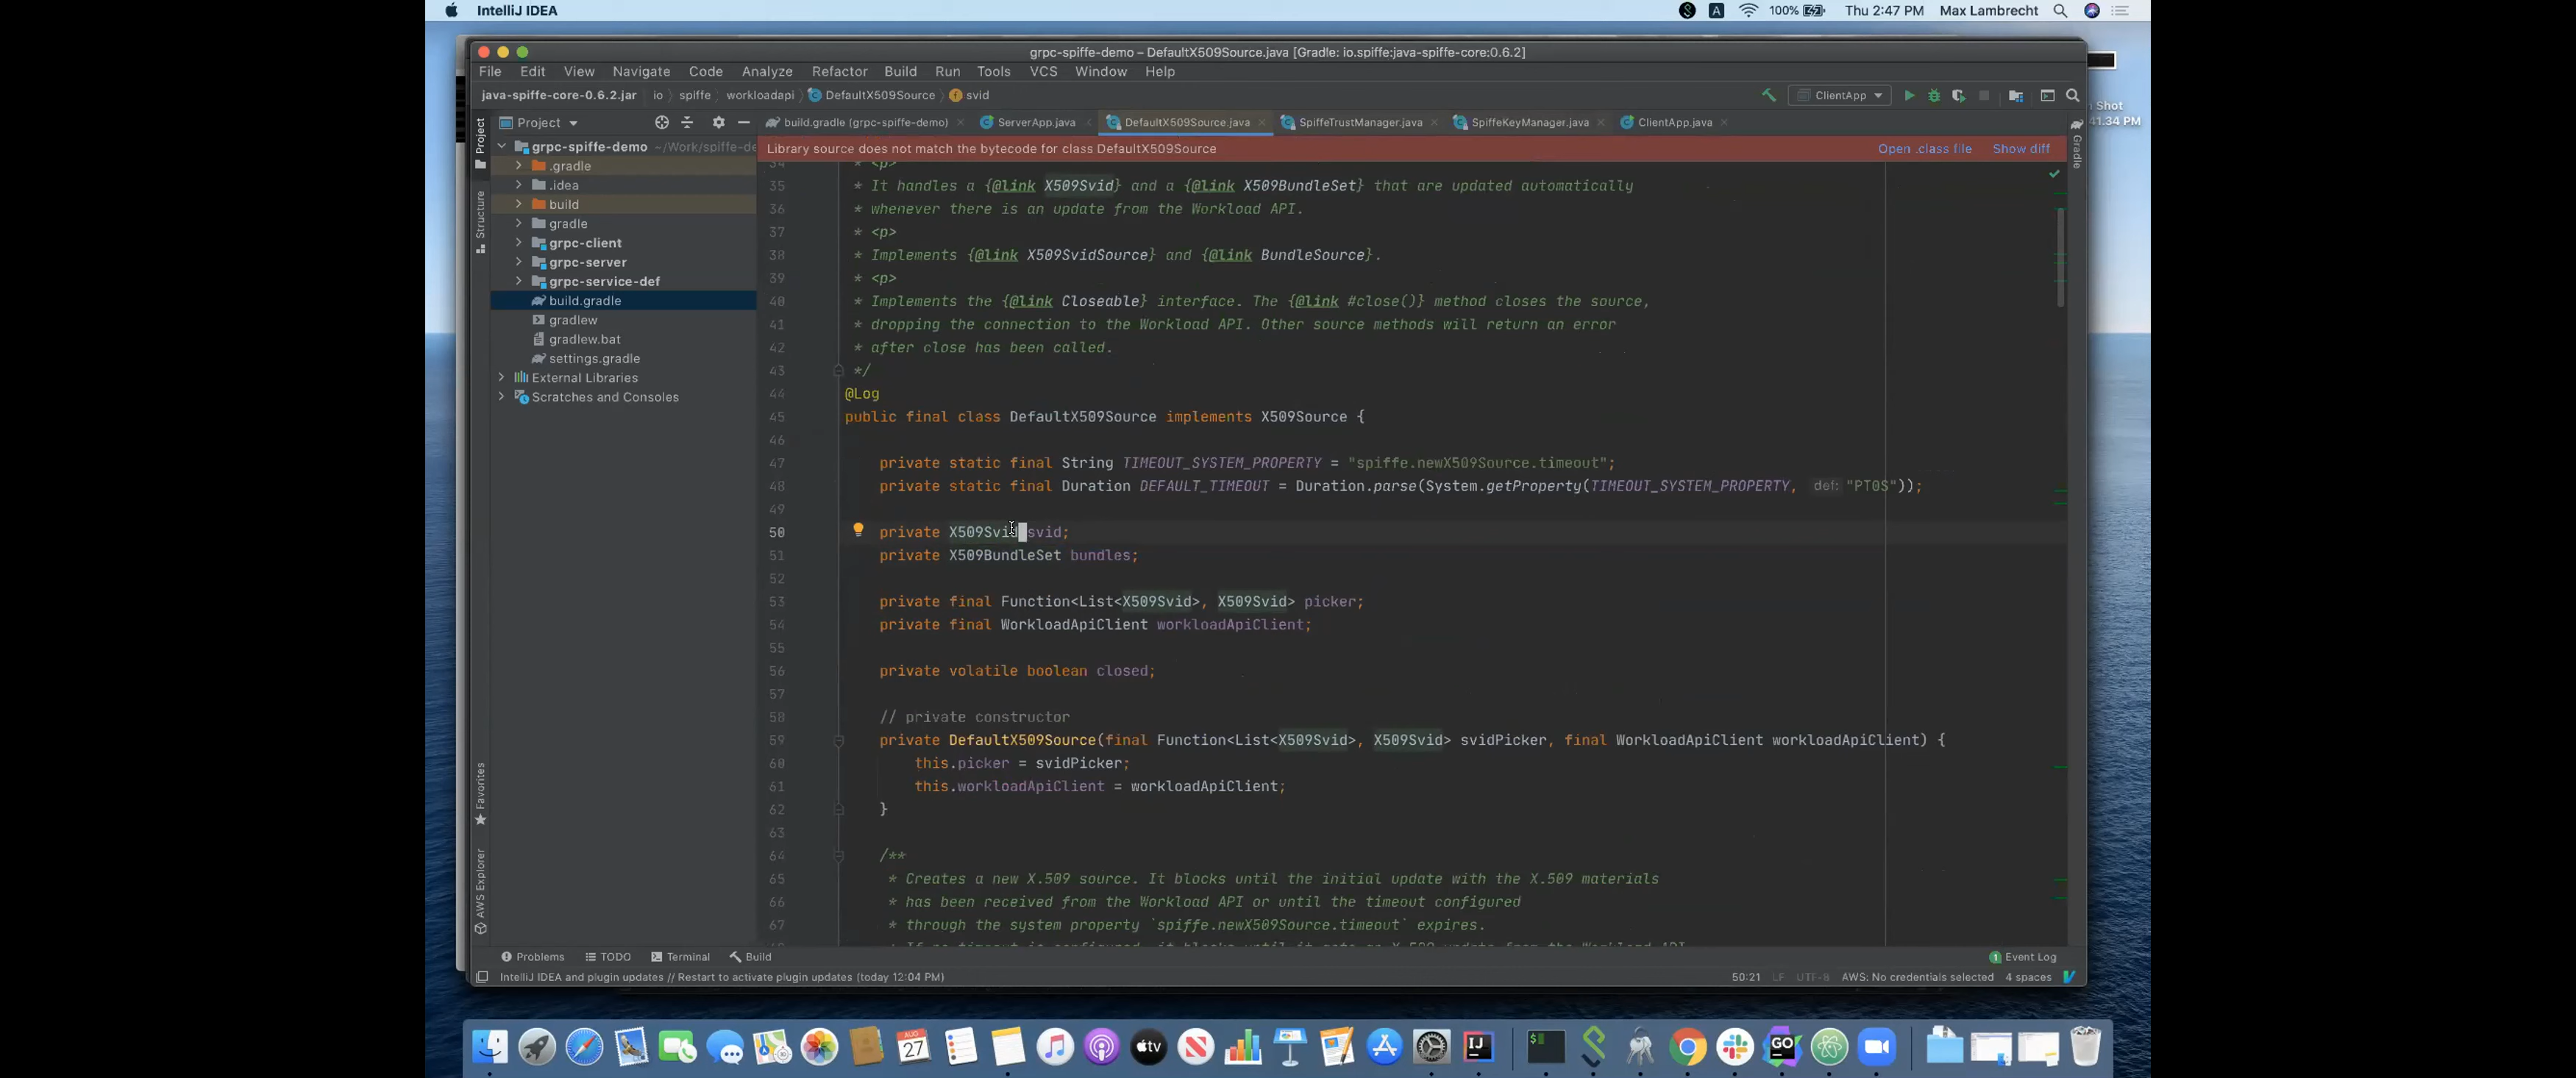 IntelliJ IDEA
100%
Thu 2:47 PM
Max Lambrecht
grpc-spiffe-demo – DefaultX509Source.java [Gradle: io.spiffe:java-spiffe-core:0.6.2]
File Edit View Navigate Code Analyze Refactor Build Run Tools VCS Window Help
java-spiffe-core-0.6.2.jar io spiffe workloadapi DefaultX509Source svid
ClientApp
Shot
41.34 PM
Project
build.gradle (grpc-spiffe-demo) ServerApp.java DefaultX509Source.java SpiffeTrustManager.java SpiffeKeyManager.java ClientApp.java
Library source does not match the bytecode for class DefaultX509Source
Open .class file Show diff
Project
Structure
Favorites
AWS Explorer
Gradle
grpc-spiffe-demo ~/Work/spiffe-de
.gradle
.idea
build
gradle
grpc-client
grpc-server
grpc-service-def
build.gradle
gradlew
gradlew.bat
settings.gradle
External Libraries
Scratches and Consoles
34 * <p>
35 * It handles a {@link X509Svid} and a {@link X509BundleSet} that are updated automatically
36 * whenever there is an update from the Workload API.
37 * <p>
38 * Implements {@link X509SvidSource} and {@link BundleSource}.
39 * <p>
40 * Implements the {@link Closeable} interface. The {@link #close()} method closes the source,
41 * dropping the connection to the Workload API. Other source methods will return an error
42 * after close has been called.
43 */
44 @Log
45 public final class DefaultX509Source implements X509Source {
46
47 private static final String TIMEOUT_SYSTEM_PROPERTY = "spiffe.newX509Source.timeout";
48 private static final Duration DEFAULT_TIMEOUT = Duration.parse(System.getProperty(TIMEOUT_SYSTEM_PROPERTY, def: "PT0S"));
49
50 private X509Svid svid;
51 private X509BundleSet bundles;
52
53 private final Function<List<X509Svid>, X509Svid> picker;
54 private final WorkloadApiClient workloadApiClient;
55
56 private volatile boolean closed;
57
58 // private constructor
59 private DefaultX509Source(final Function<List<X509Svid>, X509Svid> svidPicker, final WorkloadApiClient workloadApiClient) {
60 this.picker = svidPicker;
61 this.workloadApiClient = workloadApiClient;
62 }
63
64 /**
65 * Creates a new X.509 source. It blocks until the initial update with the X.509 materials
66 * has been received from the Workload API or until the timeout configured
67 * through the system property `spiffe.newX509Source.timeout` expires.
Problems TODO Terminal Build
1 Event Log
IntelliJ IDEA and plugin updates // Restart to activate plugin updates (today 12:04 PM)
50:21 LF UTF-8 AWS: No credentials selected 4 spaces
AUG
27
tv
IJ
GO